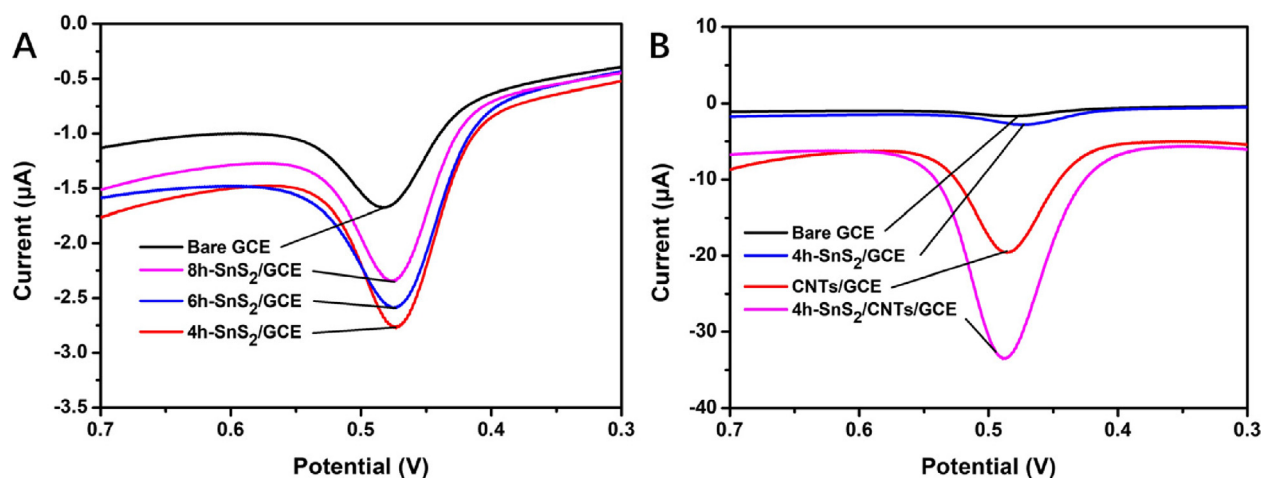 A
0.0
-0.5
-1.0
-1.5
-2.0
-2.5
-3.0
-3.5
Current (µA)
Bare GCE
8h-SnS₂/GCE
6h-SnS₂/GCE
4h-SnS₂/GCE
0.7 0.6 0.5 0.4 0.3
Potential (V)
B
10
0
-10
-20
-30
-40
Current (µA)
Bare GCE
4h-SnS₂/GCE
CNTs/GCE
4h-SnS₂/CNTs/GCE
0.7 0.6 0.5 0.4 0.3
Potential (V)